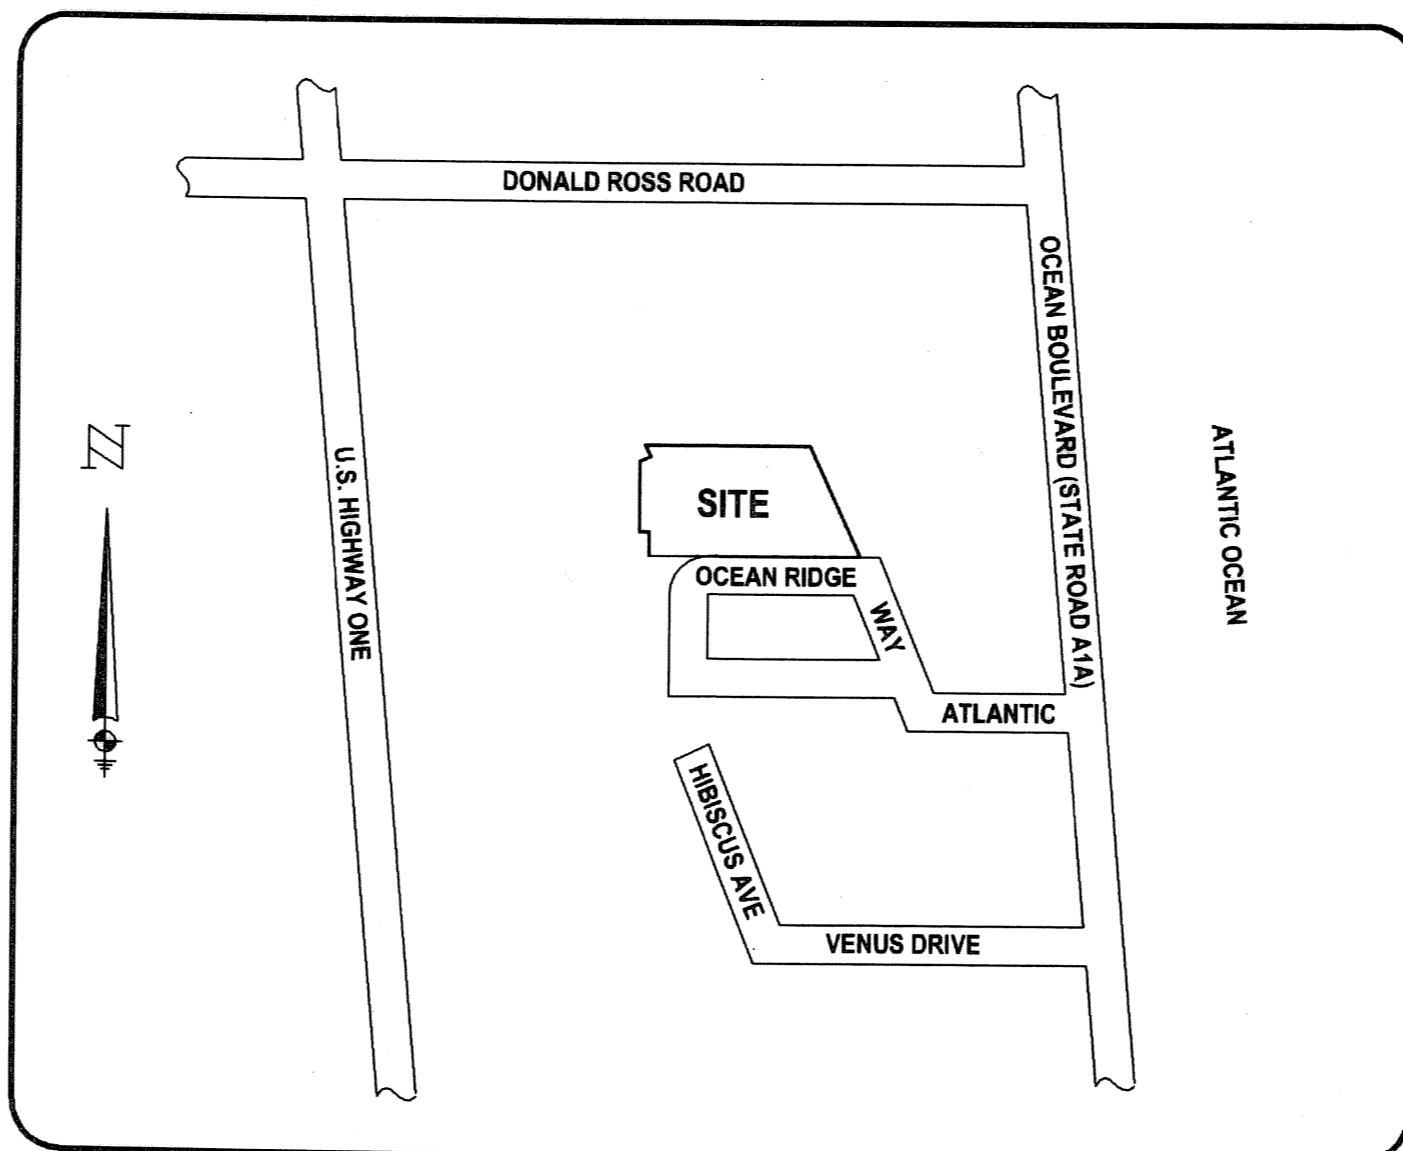 DONALD ROSS ROAD
OCEAN BOULEVARD (STATE ROAD A1A)
ATLANTIC OCEAN
N
U.S. HIGHWAY ONE
SITE
OCEAN RIDGE
WAY
ATLANTIC
HIBISCUS AVE
VENUS DRIVE